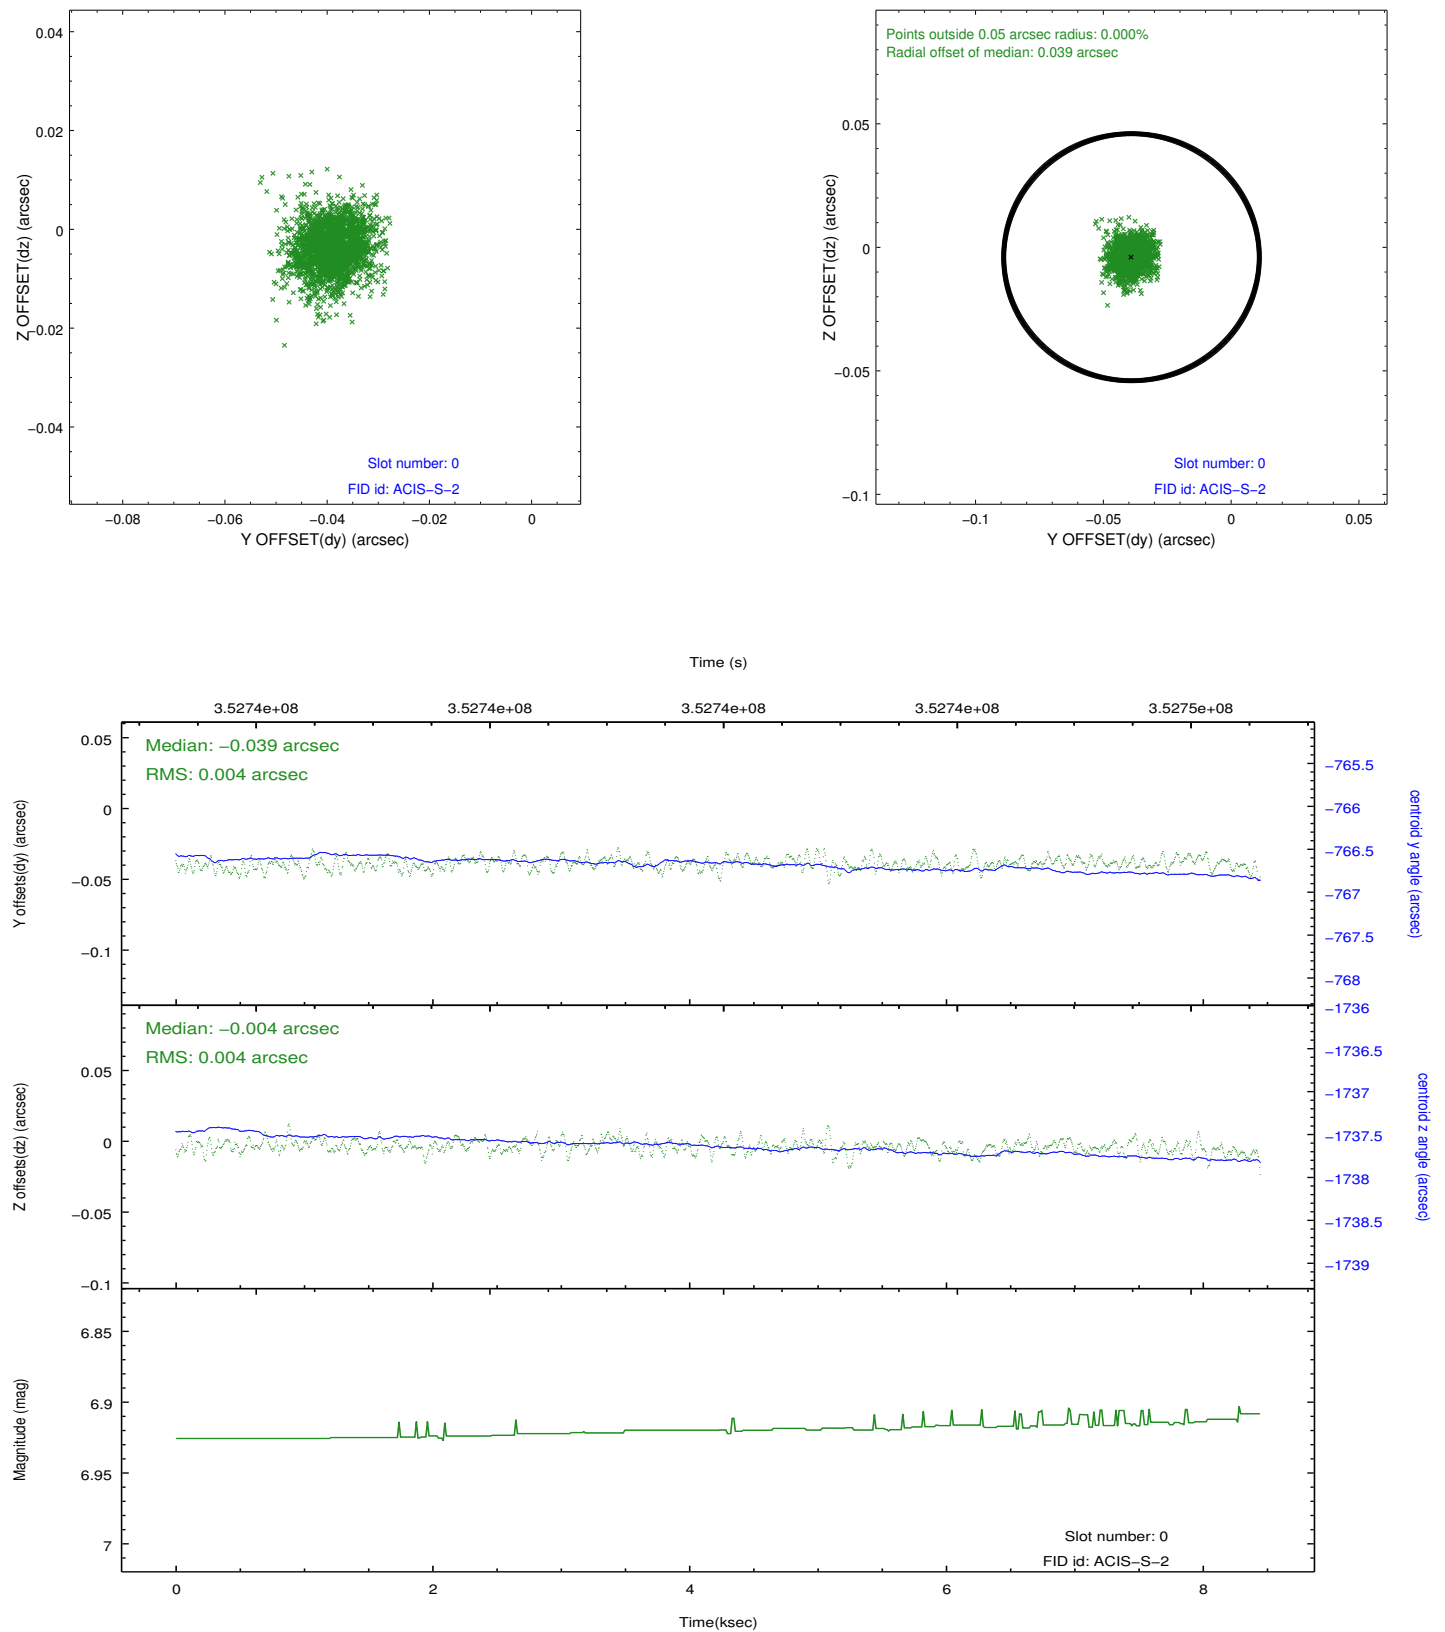 0.04
0.02
0
−0.02
−0.04
Z OFFSET(dz) (arcsec)
Slot number: 0
FID id: ACIS−S−2
−0.08
−0.06
−0.04
−0.02
0
Y OFFSET(dy) (arcsec)
Points outside 0.05 arcsec radius: 0.000%
Radial offset of median: 0.039 arcsec
0.05
0
−0.05
−0.1
Z OFFSET(dz) (arcsec)
Slot number: 0
FID id: ACIS−S−2
−0.1
−0.05
0
0.05
Y OFFSET(dy) (arcsec)
Time (s)
3.5274e+08
3.5274e+08
3.5274e+08
3.5274e+08
3.5275e+08
Median: −0.039 arcsec
RMS: 0.004 arcsec
0.05
0
−0.05
−0.1
Y offsets(dy) (arcsec)
−765.5
−766
−766.5
−767
−767.5
−768
centroid y angle (arcsec)
Median: −0.004 arcsec
RMS: 0.004 arcsec
0.05
0
−0.05
−0.1
Z offsets(dz) (arcsec)
−1736
−1736.5
−1737
−1737.5
−1738
−1738.5
−1739
centroid z angle (arcsec)
6.85
6.9
6.95
7
Magnitude (mag)
Slot number: 0
FID id: ACIS−S−2
0
2
4
6
8
Time(ksec)